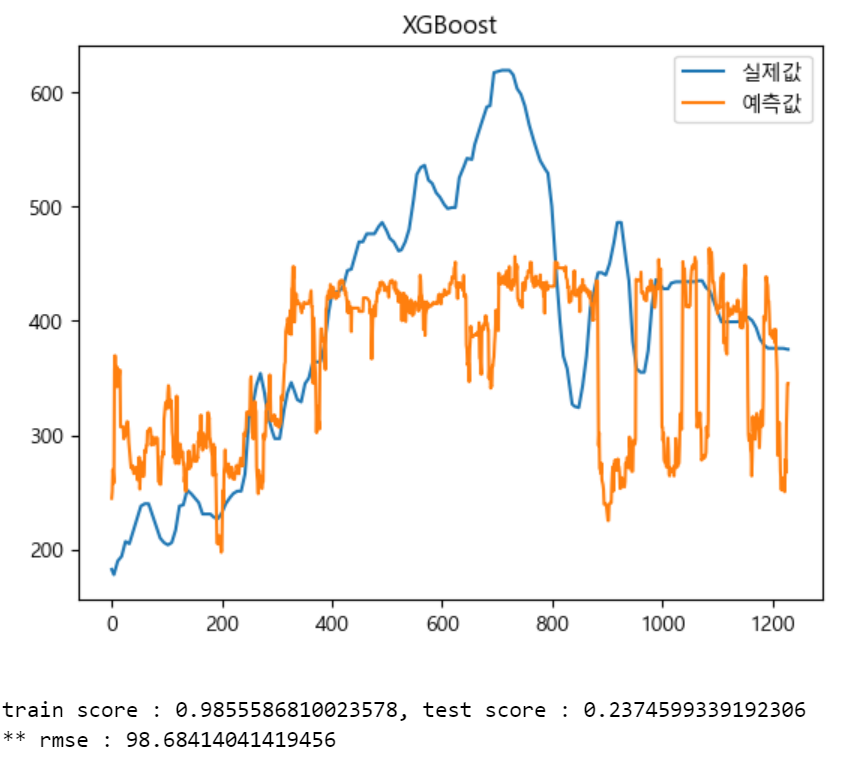 XGBoost
실제값
예측값
600
500
400
300
200
0 200 400 600 800 1000 1200
train score : 0.9855586810023578, test score : 0.2374599339192306
** rmse : 98.68414041419456